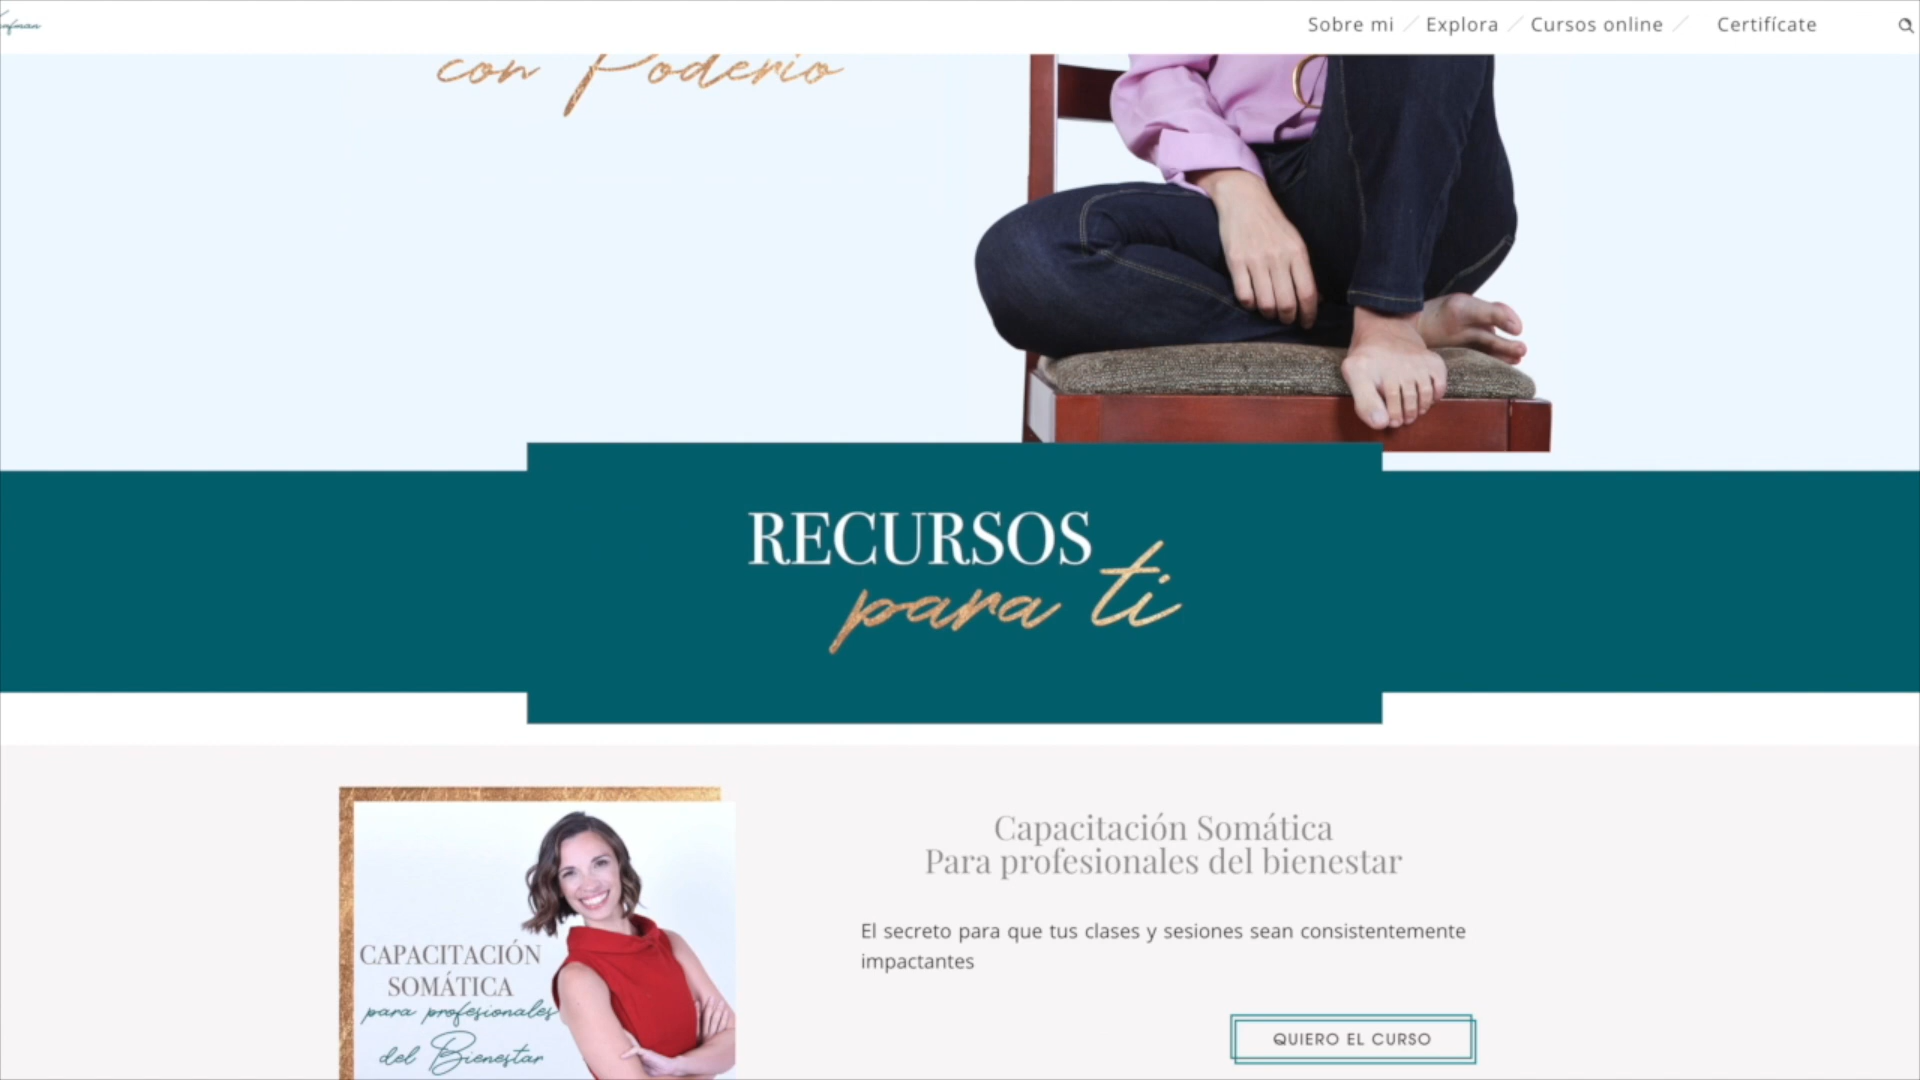 Sobre mi
Explora
Cursos online
Certifícate
con Poderío
RECURSOS
para ti
Capacitación Somática
Para profesionales del bienestar
El secreto para que tus clases y sesiones sean consistentemente
impactantes
QUIERO EL CURSO
CAPACITACIÓN
SOMÁTICA
para profesionales
del Bienestar